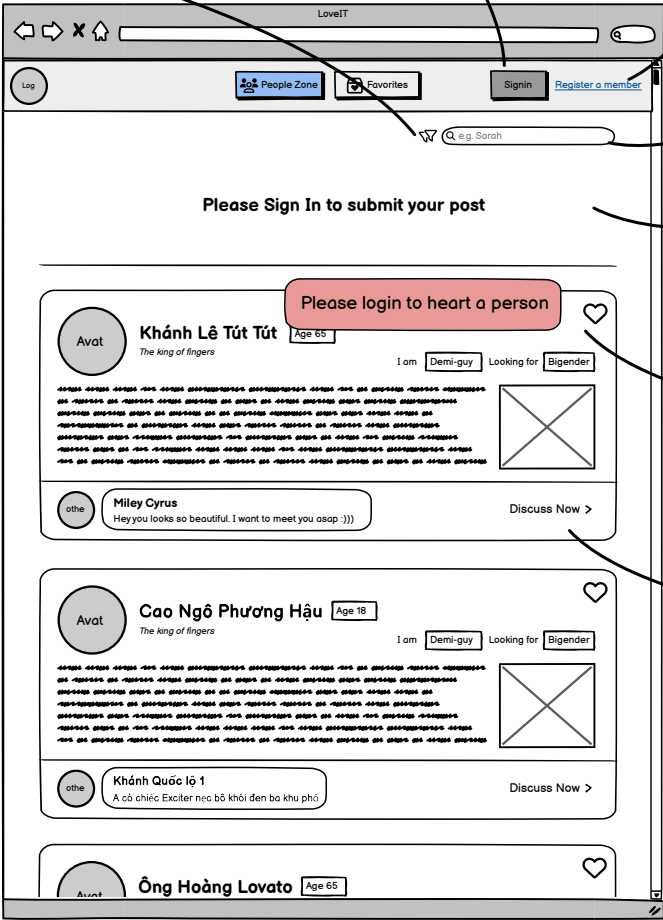 LoveIT
Log
People Zone
Favorites
Signin
Register a member
e.g. Sarah
Please Sign In to submit your post
Please login to heart a person
Avat
Khánh Lê Tút Tút
Age 65
The king of fingers
I am
Demi-guy
Looking for
Bigender
othe
Miley Cyrus
Hey you looks so beautiful. I want to meet you asap :)))
Discuss Now >
Avat
Cao Ngô Phương Hậu
Age 18
The king of fingers
I am
Demi-guy
Looking for
Bigender
othe
Khánh Quốc lộ 1
A có chiếc Exciter nẹc bô khói đen ba khu phố
Discuss Now >
Avat
Ông Hoàng Lovato
Age 65